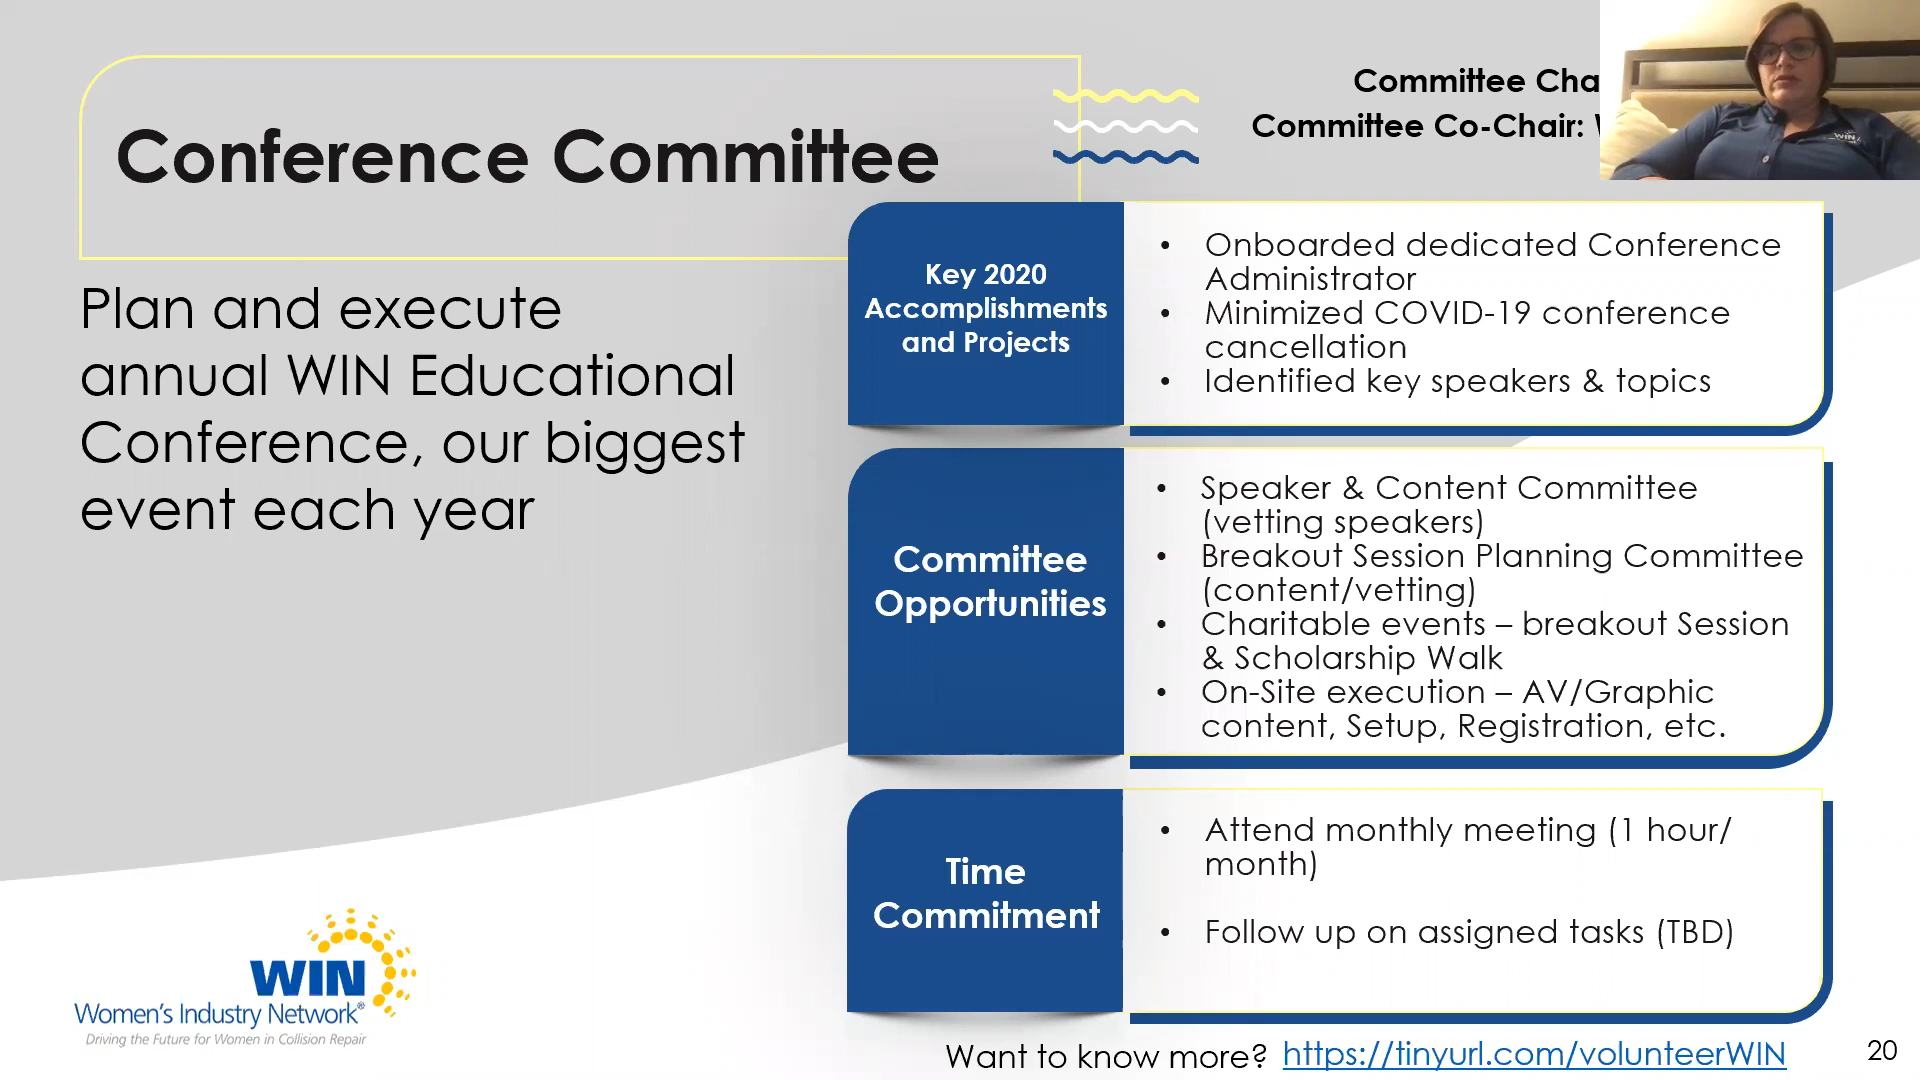 Committee Cha
Committee Co-Chair:
Conference Committee
Plan and execute
annual WIN Educational
Conference, our biggest
event each year
Key 2020
Accomplishments
and Projects
• Onboarded dedicated Conference
Administrator
• Minimized COVID-19 conference
cancellation
• Identified key speakers & topics
Committee
Opportunities
• Speaker & Content Committee
(vetting speakers)
• Breakout Session Planning Committee
(content/vetting)
• Charitable events – breakout Session
& Scholarship Walk
• On-Site execution – AV/Graphic
content, Setup, Registration, etc.
Time
Commitment
• Attend monthly meeting (1 hour/
month)
• Follow up on assigned tasks (TBD)
WIN
Women's Industry Network®
Driving the Future for Women in Collision Repair
Want to know more? https://tinyurl.com/volunteerWIN
20
WIN